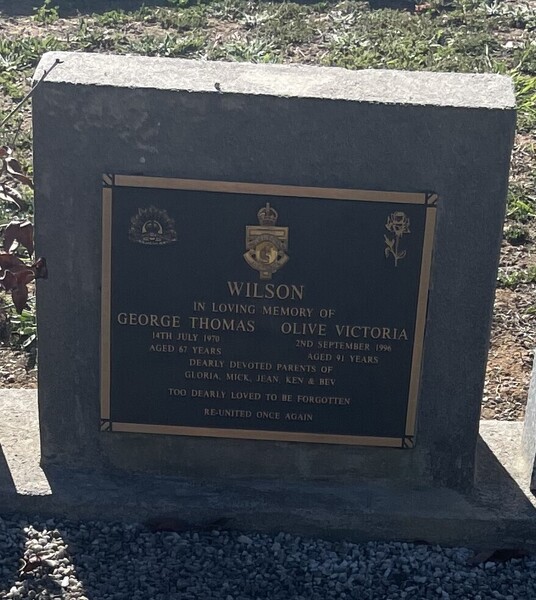 WILSON
IN LOVING MEMORY OF
GEORGE THOMAS OLIVE VICTORIA
14TH JULY 1970 2ND SEPTEMBER 1996
AGED 67 YEARS AGED 91 YEARS
DEARLY DEVOTED PARENTS OF
GLORIA, MICK, JEAN, KEN & BEV
TOO DEARLY LOVED TO BE FORGOTTEN
RE-UNITED ONCE AGAIN